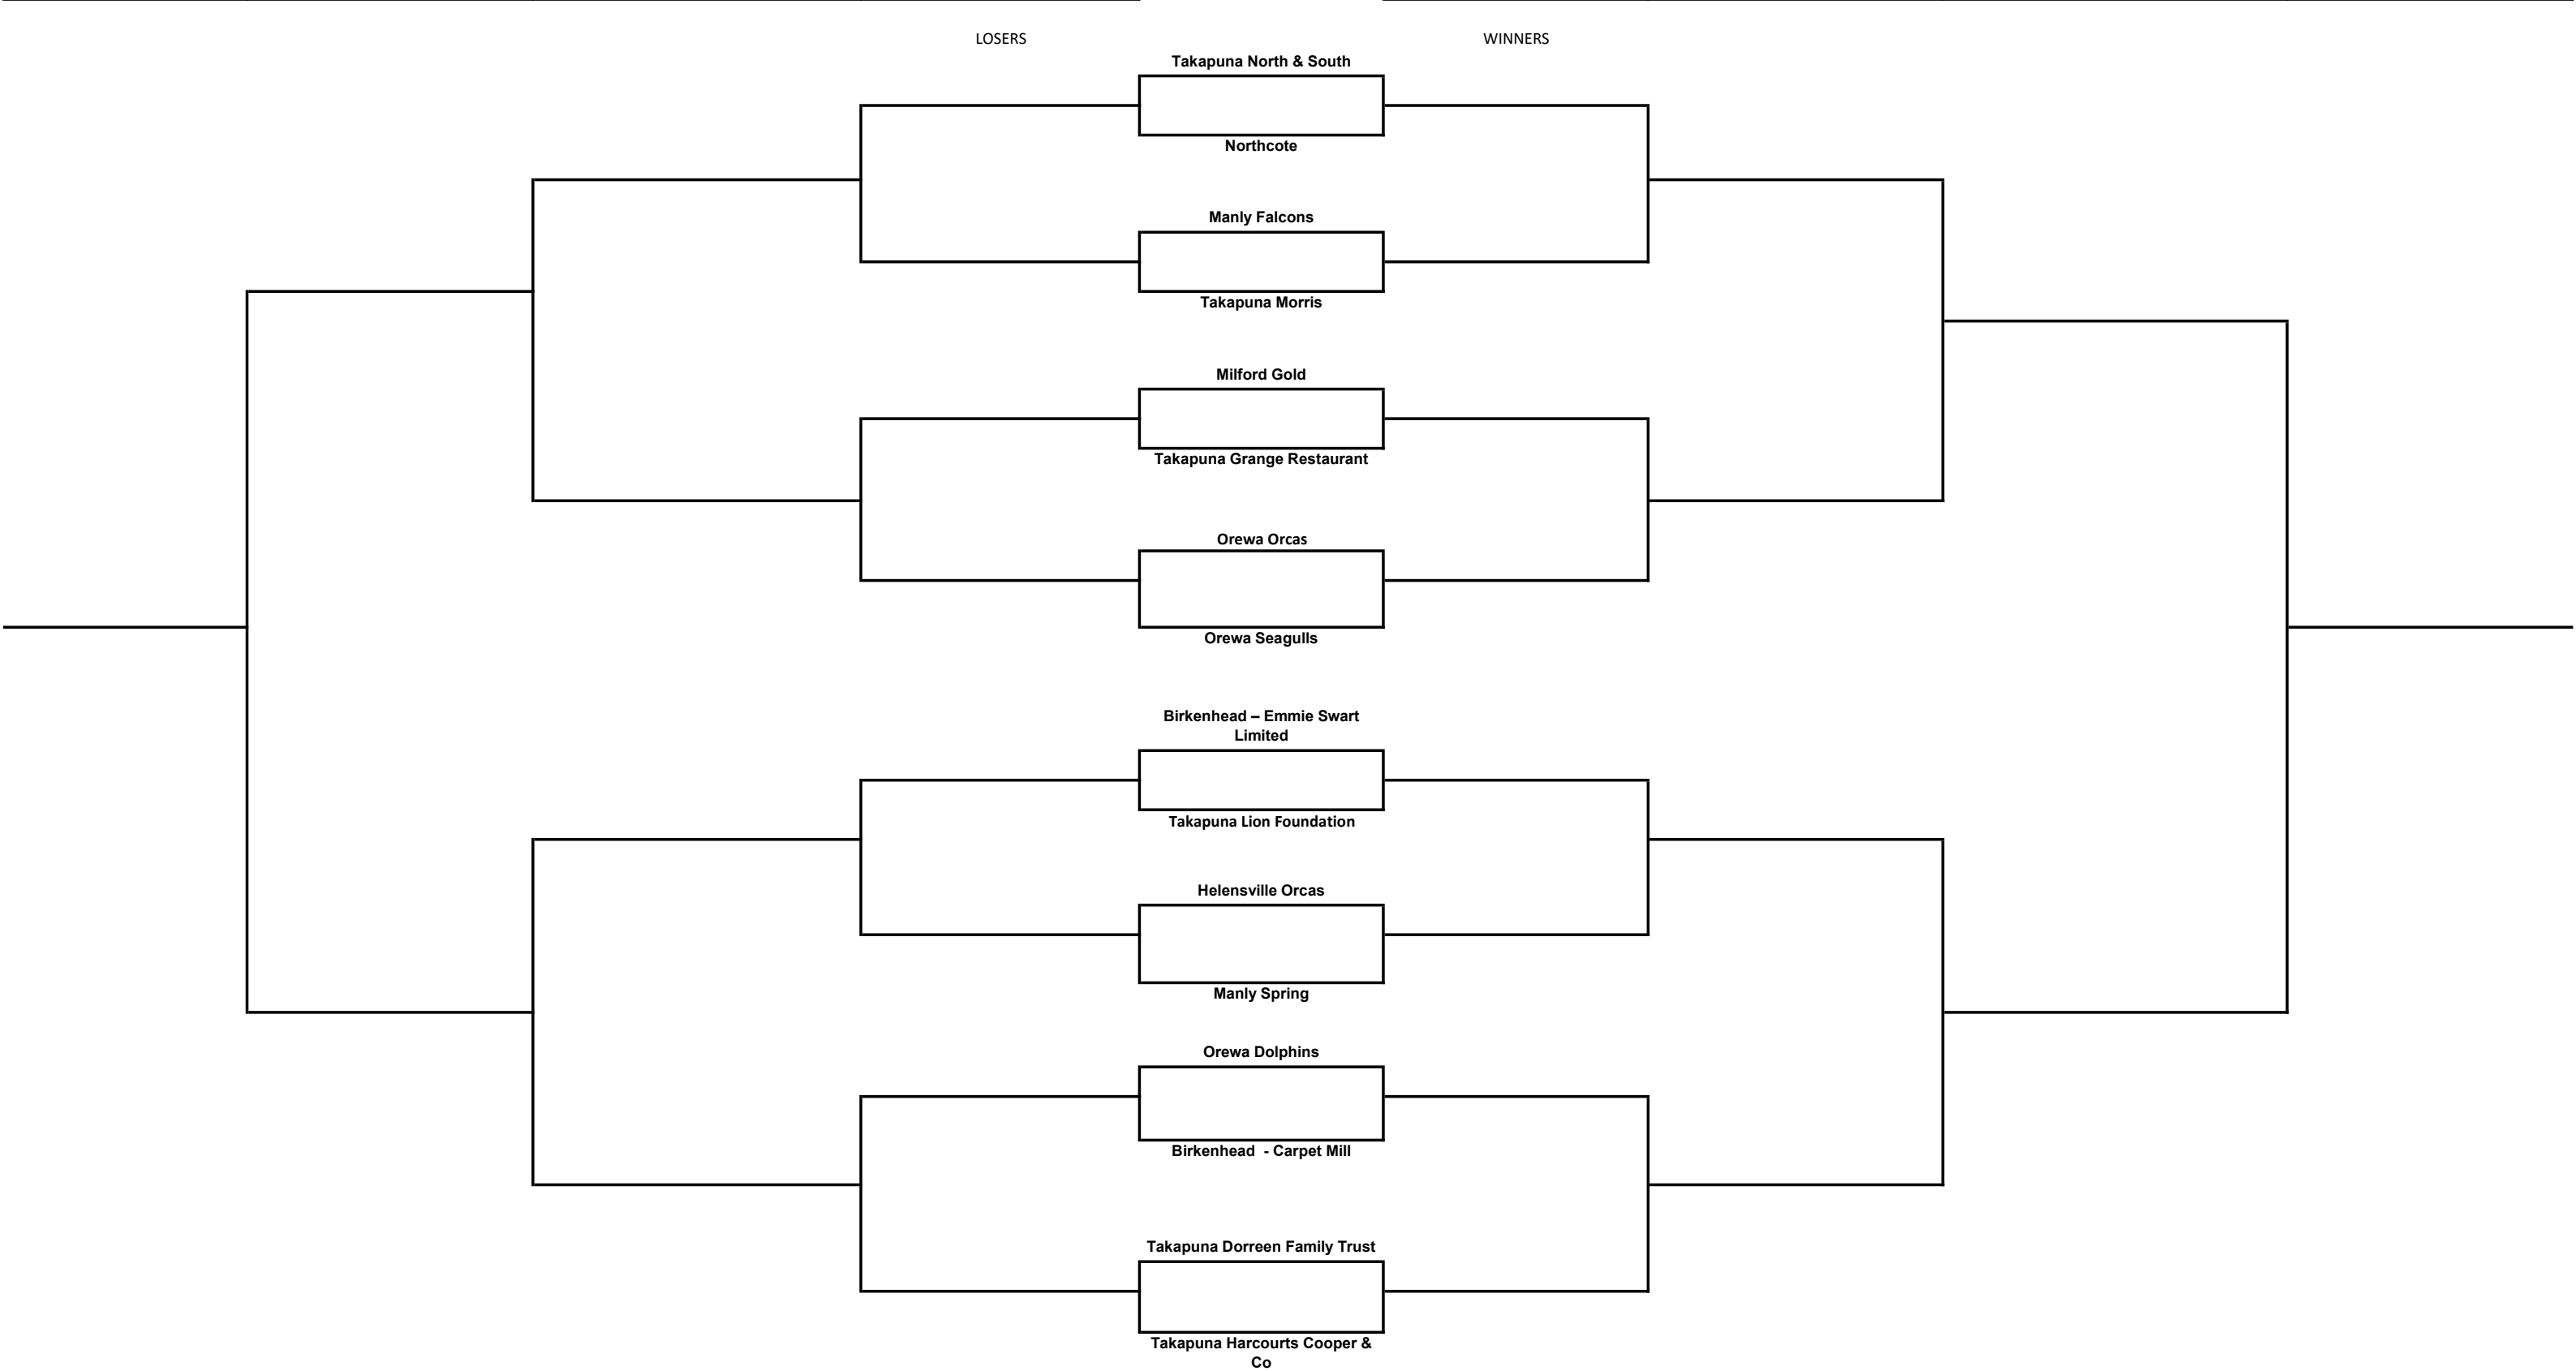 LOSERS
WINNERS
Takapuna North & South
Northcote
Manly Falcons
Takapuna Morris
Milford Gold
Takapuna Grange Restaurant
Orewa Orcas
Orewa Seagulls
Birkenhead – Emmie Swart
Limited
Takapuna Lion Foundation
Helensville Orcas
Manly Spring
Orewa Dolphins
Birkenhead  - Carpet Mill
Takapuna Dorreen Family Trust
Takapuna Harcourts Cooper &
Co